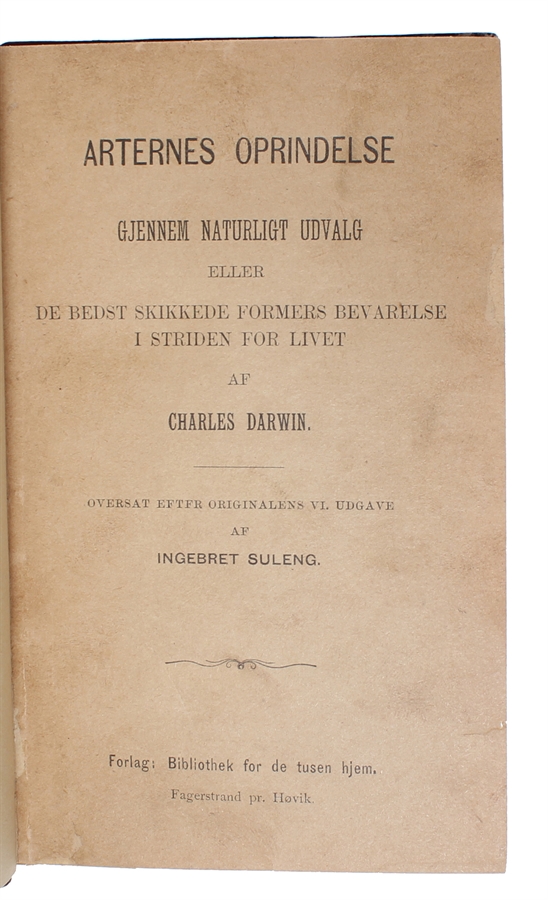 ARTERNES OPRINDELSE
GJENNEM NATURLIGT UDVALG
ELLER
DE BEDST SKIKKEDE FORMERS BEVARELSE
I STRIDEN FOR LIVET
AF
CHARLES DARWIN.
OVERSAT EFTER ORIGINALENS VI. UDGAVE
AF
INGEBRET SULENG.
Forlag: Bibliothek for de tusen hjem.
Fagerstrand pr. Høvik.